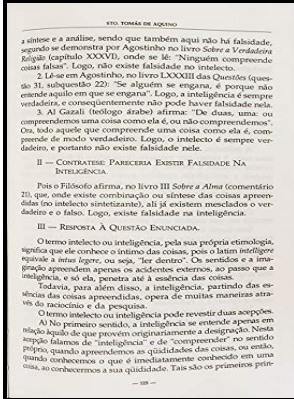 STO. TOMÁS DE AQUINO
a síntese e a análise, sendo que também aqui não há falsidade,
segundo se demonstra por Agostinho no livro Sobre a Verdadeira
Religião (capítulo XXXVI), onde se lê: "Ninguém compreende
coisas falsas". Logo, não existe falsidade no intelecto.
2. Lê-se em Agostinho, no livro LXXXIII das Questões (ques-
tão 31, subquestão 22): "Se alguém se engana, é porque não
entende aquilo em que se engana". Logo, a inteligência é sempre
verdadeira, e conseqüentemente não pode haver falsidade nela.
3. Al Gazali (teólogo árabe) afirma: "De duas, uma: ou
compreendemos uma coisa como ela é, ou não compreendemos".
Ora, todo aquele que compreende uma coisa como ela é, com-
preende de modo verdadeiro. Logo, o intelecto é sempre ver-
dadeiro, e portanto não existe falsidade nele.
II — CONTRATESE: PARECERIA EXISTIR FALSIDADE NA
INTELIGÊNCIA.
Pois o Filósofo afirma, no livro III Sobre a Alma (comentário
21), que, onde existe combinação ou síntese das coisas apreen-
didas (no intelecto sintetizante), ali já existem mesclados o ver-
dadeiro e o falso. Logo, existe falsidade na inteligência.
III — RESPOSTA À QUESTÃO ENUNCIADA.
O termo intelecto ou inteligência, pela sua própria etimologia,
significa que ele conhece o íntimo das coisas, pois o latim intelligere
equivale a intus legere, ou seja, "ler dentro". Os sentidos e a ima-
ginação apreendem apenas os acidentes externos, ao passo que a
inteligência, e só ela, penetra até à essência das coisas.
Todavia, para além disso, a inteligência, partindo das es-
sências das coisas apreendidas, opera de muitas maneiras atra-
vés do raciocínio e da pesquisa.
O termo intelecto ou inteligência pode revestir duas acepções.
A) No primeiro sentido, a inteligência se entende apenas em
relação àquilo de que provém originariamente a designação. Nesta
acepção falamos de "inteligência" e de "compreender" no sentido
próprio, quando apreendemos as qüididades das coisas, ou então,
quando conhecemos o que é imediatamente conhecido em uma
coisa, ao conhecermos a sua qüididade. Tais são os primeiros prin-